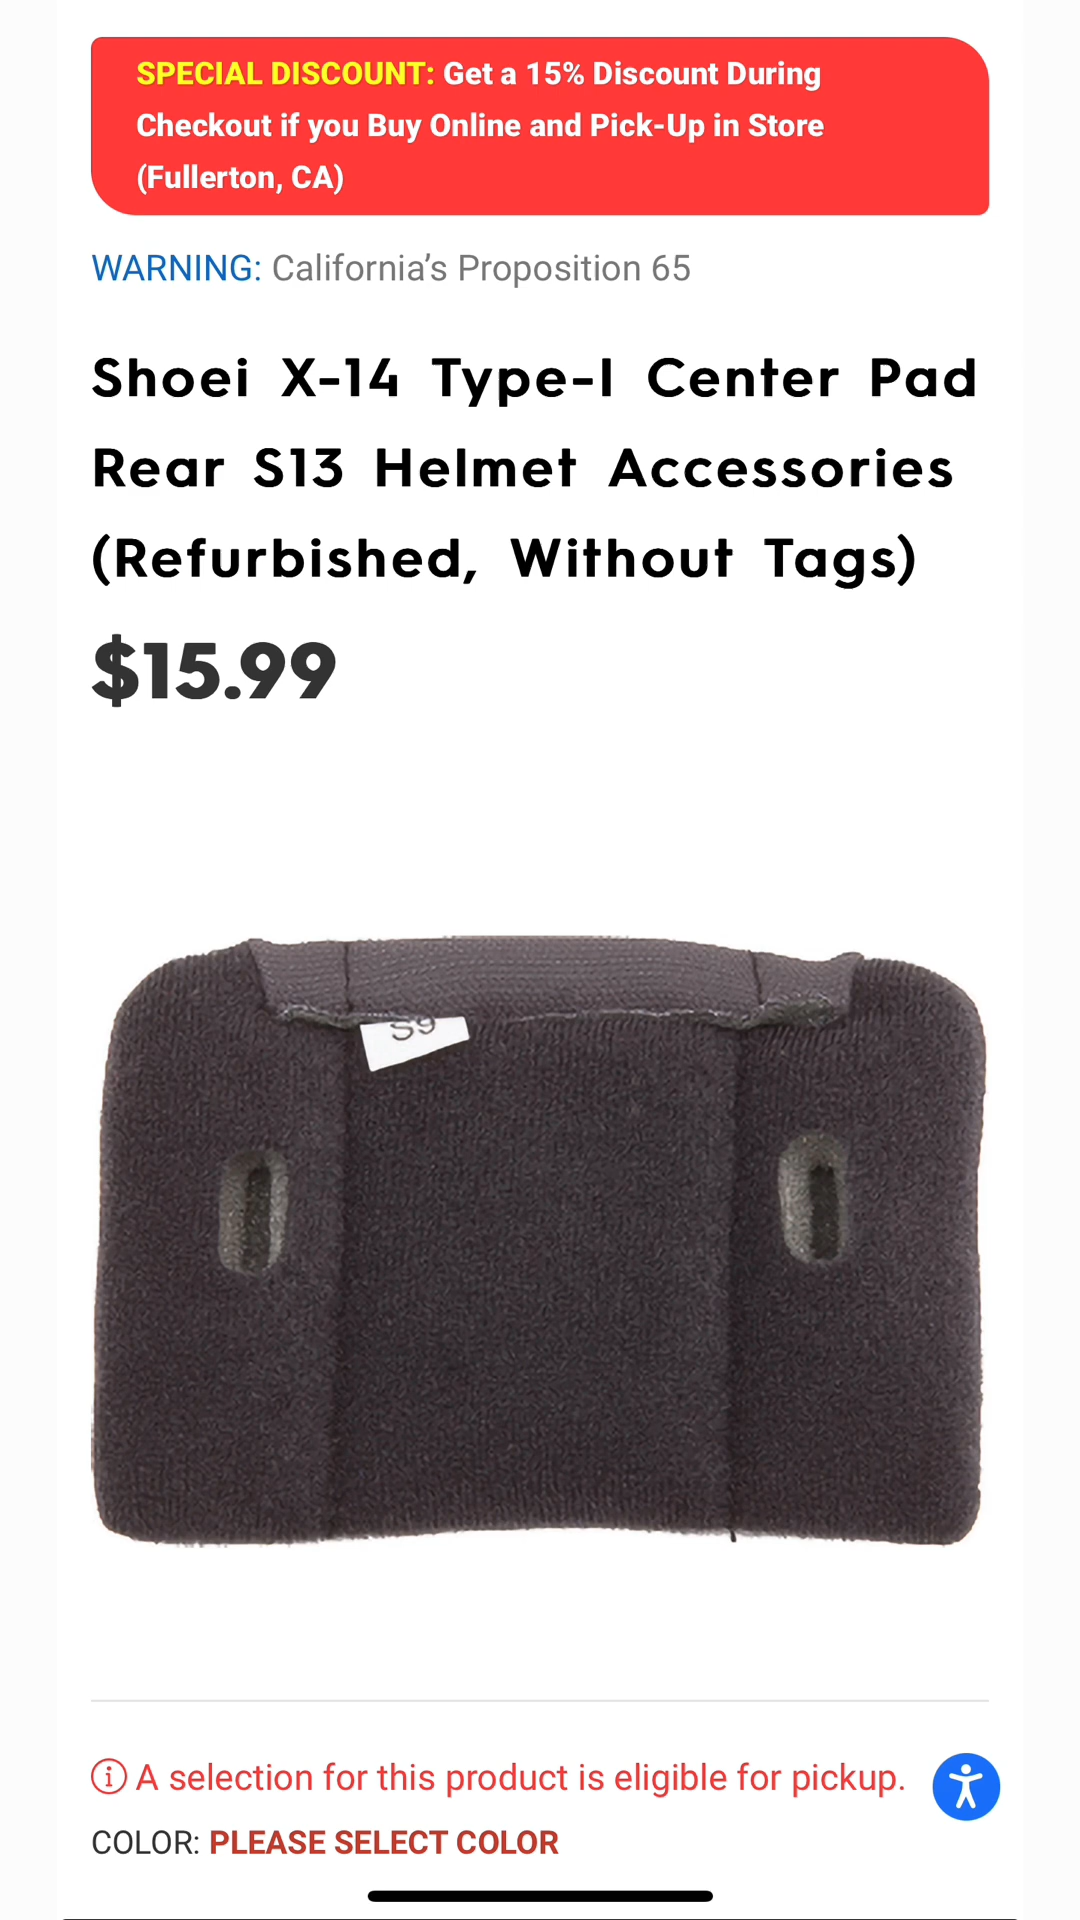 SPECIAL DISCOUNT: Get a 15% Discount During
Checkout if you Buy Online and Pick-Up in Store
(Fullerton, CA)
WARNING: California’s Proposition 65
Shoei X-14 Type-I Center Pad
Rear S13 Helmet Accessories
(Refurbished, Without Tags)
$15.99
S9
A selection for this product is eligible for pickup.
COLOR: PLEASE SELECT COLOR